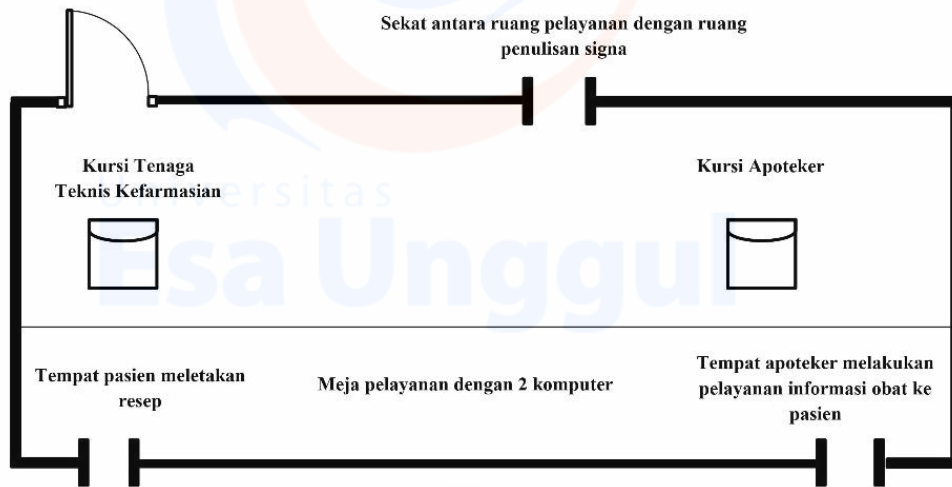 Sekat antara ruang pelayanan dengan ruang
penulisan signa
Kursi Tenaga
Teknis Kefarmasian
Kursi Apoteker
Universitas
Esa Unggul
Tempat pasien meletakan
resep
Meja pelayanan dengan 2 komputer
Tempat apoteker melakukan
pelayanan informasi obat ke
pasien